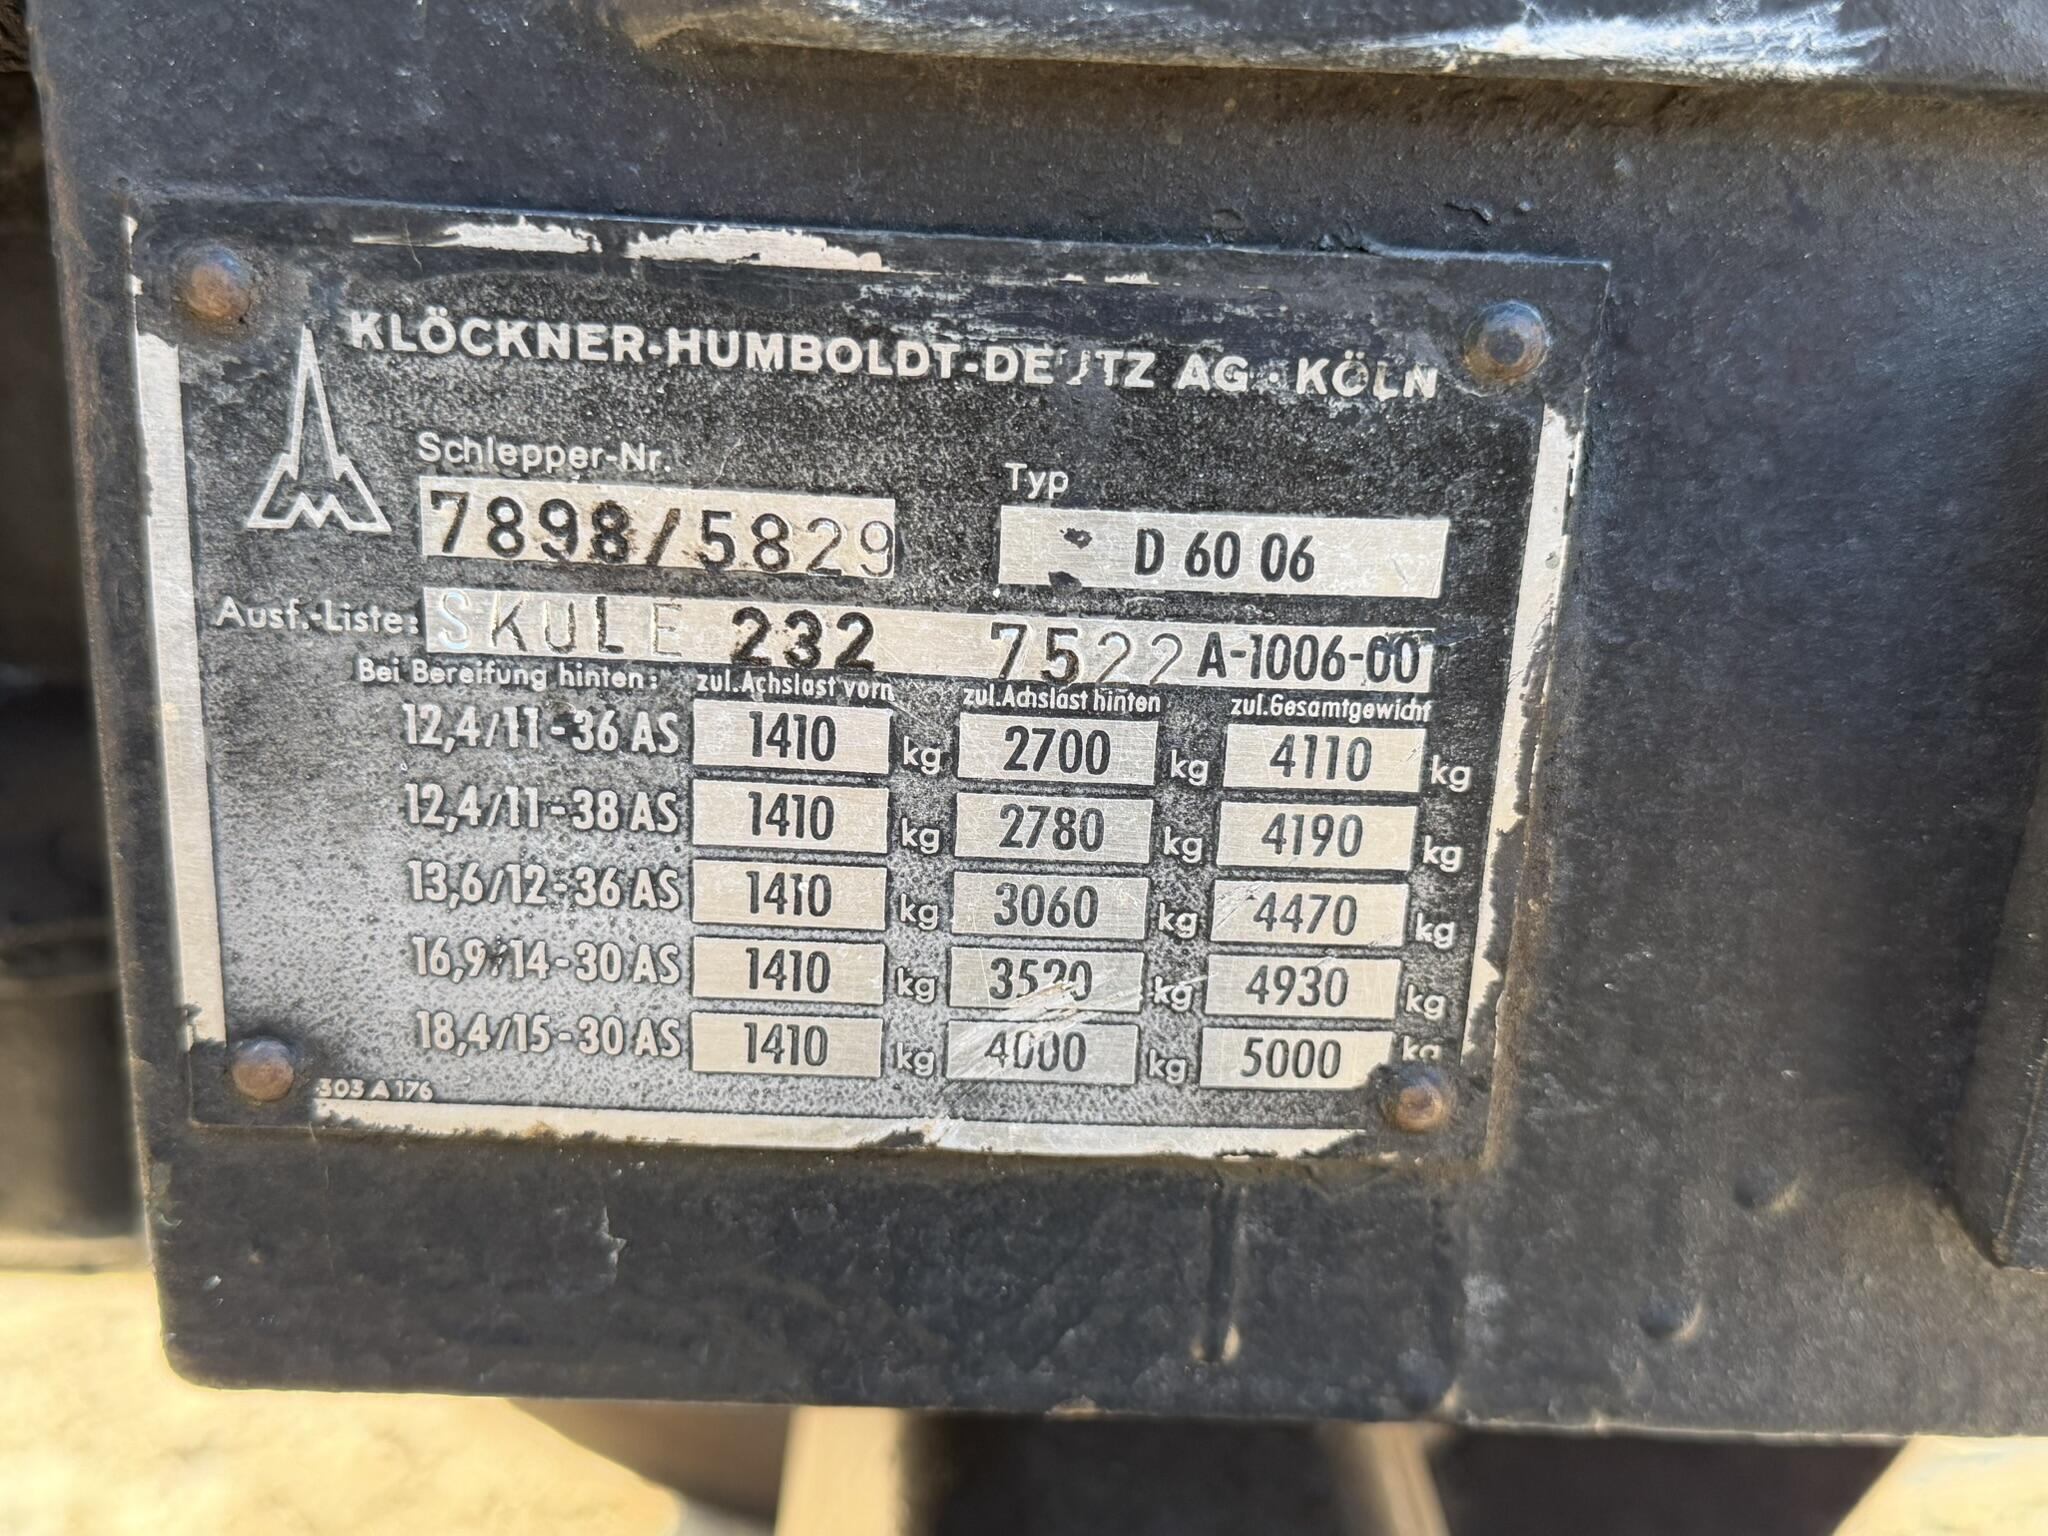 KLÖCKNER-HUMBOLDT-DEUTZ AG · KÖLN
Schlepper-Nr. Typ
7898/5829 D 60 06
Ausf.-Liste: SKULE 232 7522 A-1006-00
Bei Bereifung hinten: zul.Achslast vorn zul.Achslast hinten zul.Gesamtgewicht
12,4/11-36 AS 1410 kg 2700 kg 4110 kg
12,4/11-38 AS 1410 kg 2780 kg 4190 kg
13,6/12-36 AS 1410 kg 3060 kg 4470 kg
16,9/14-30 AS 1410 kg 3520 kg 4930 kg
18,4/15-30 AS 1410 kg 4000 kg 5000 kg
303 A 176